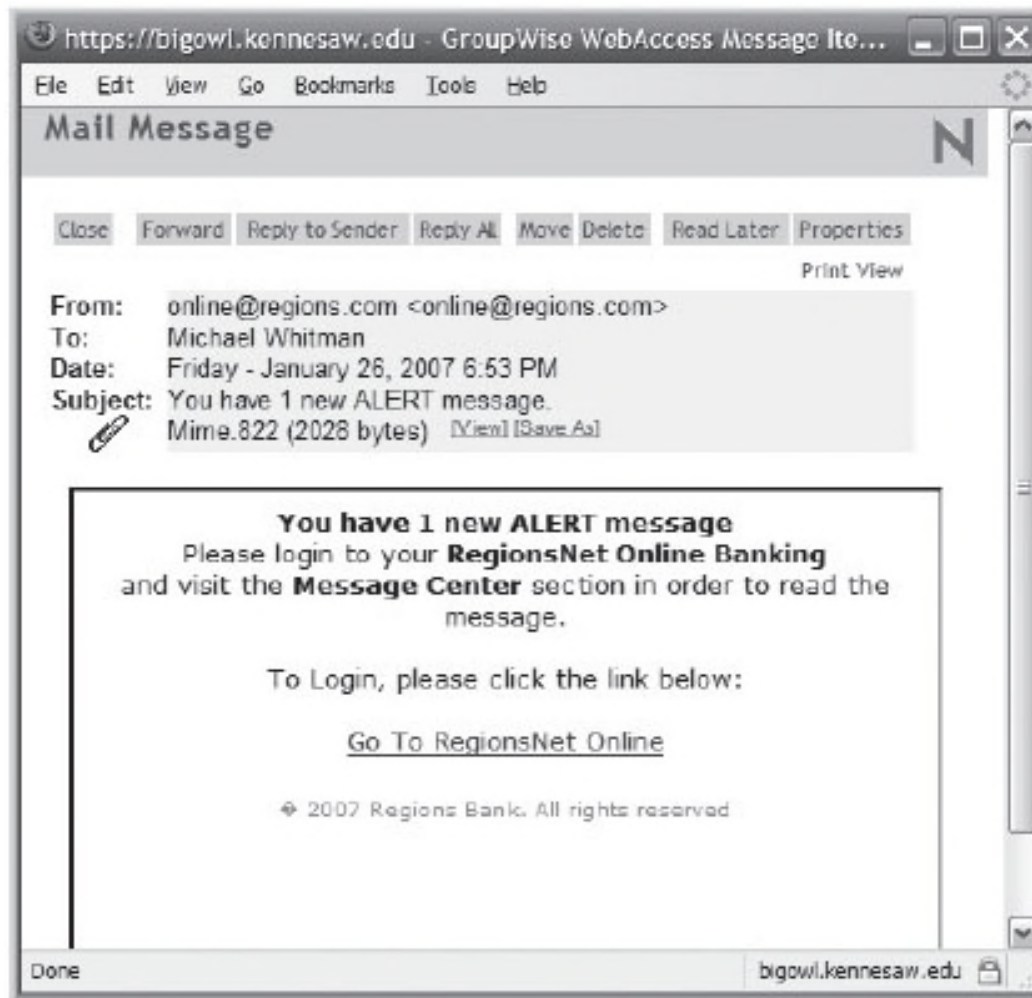 https://bigowl.kennesaw.edu - GroupWise WebAccess Message Ite...
File Edit View Go Bookmarks Tools Help
Mail Message
N
Close Forward Reply to Sender Reply All Move Delete Read Later Properties
Print View
From: online@regions.com <online@regions.com>
To: Michael Whitman
Date: Friday - January 26, 2007 6:53 PM
Subject: You have 1 new ALERT message.
Mime.822 (2028 bytes) [View] [Save As]
You have 1 new ALERT message
Please login to your RegionsNet Online Banking
and visit the Message Center section in order to read the
message.
To Login, please click the link below:
Go To RegionsNet Online
� 2007 Regions Bank. All rights reserved
Done bigowl.kennesaw.edu